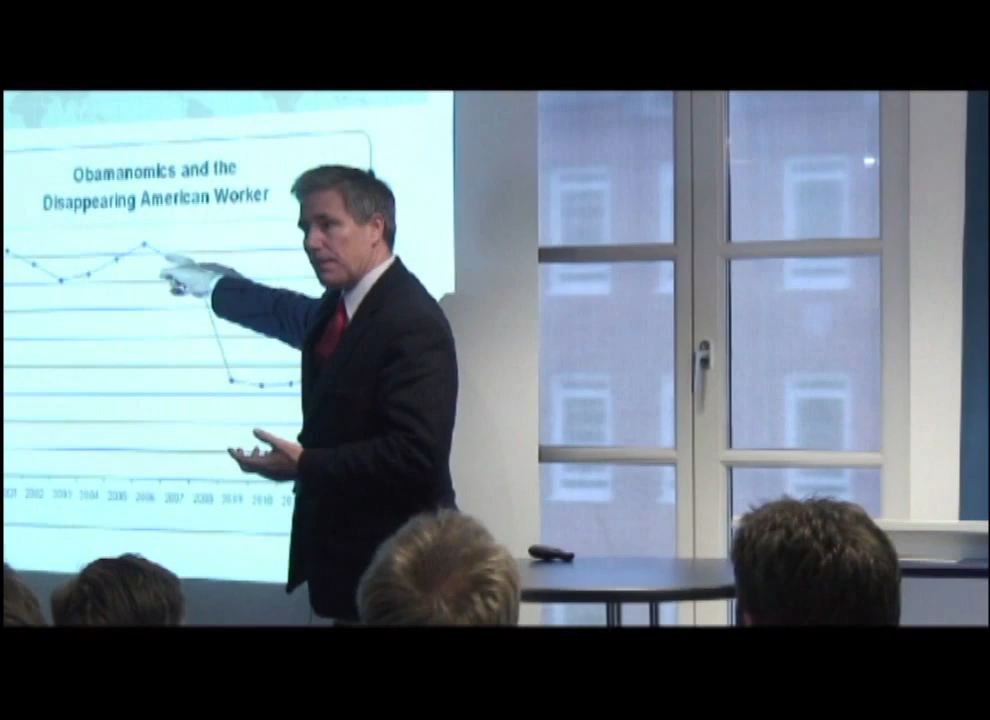 Obamanomics and the
Disappearing American Worker
2002 2003 2004 2005 2006 2007 2008 2009 2010